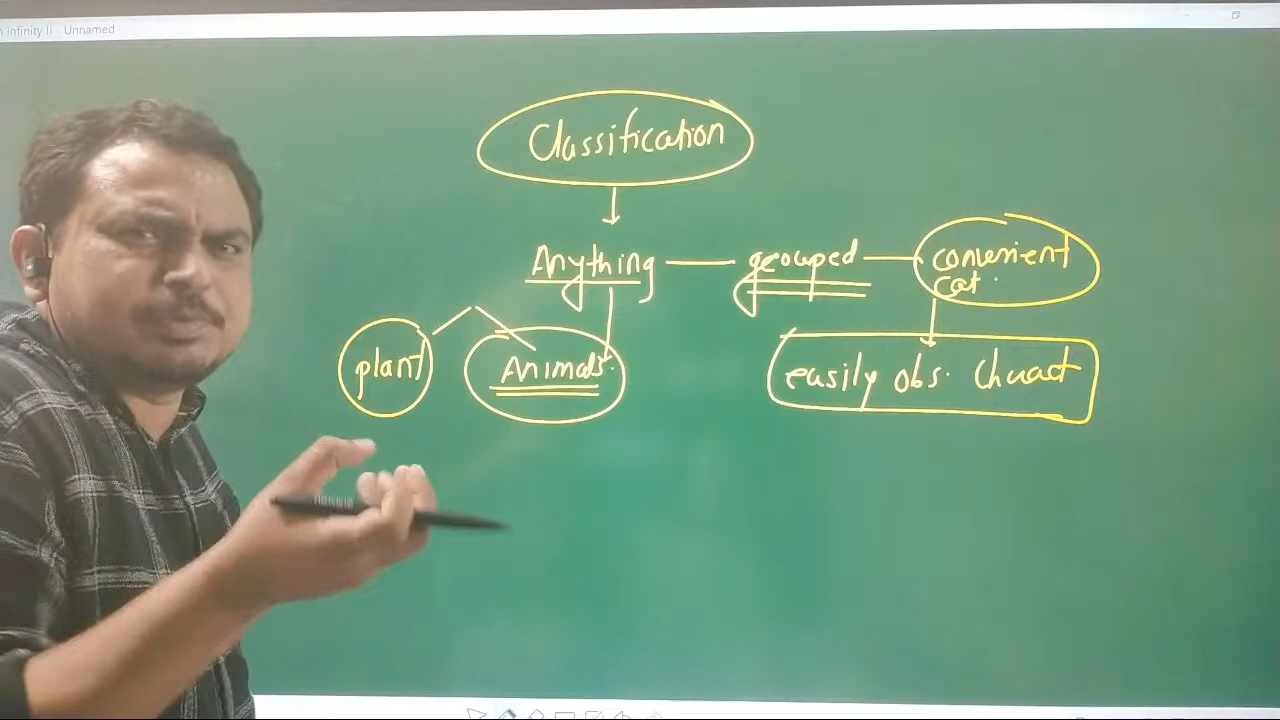 n Infinity II - Unnamed
Classification
Anything grouped convenient
cat.
plant Animals. easily obs. Charact